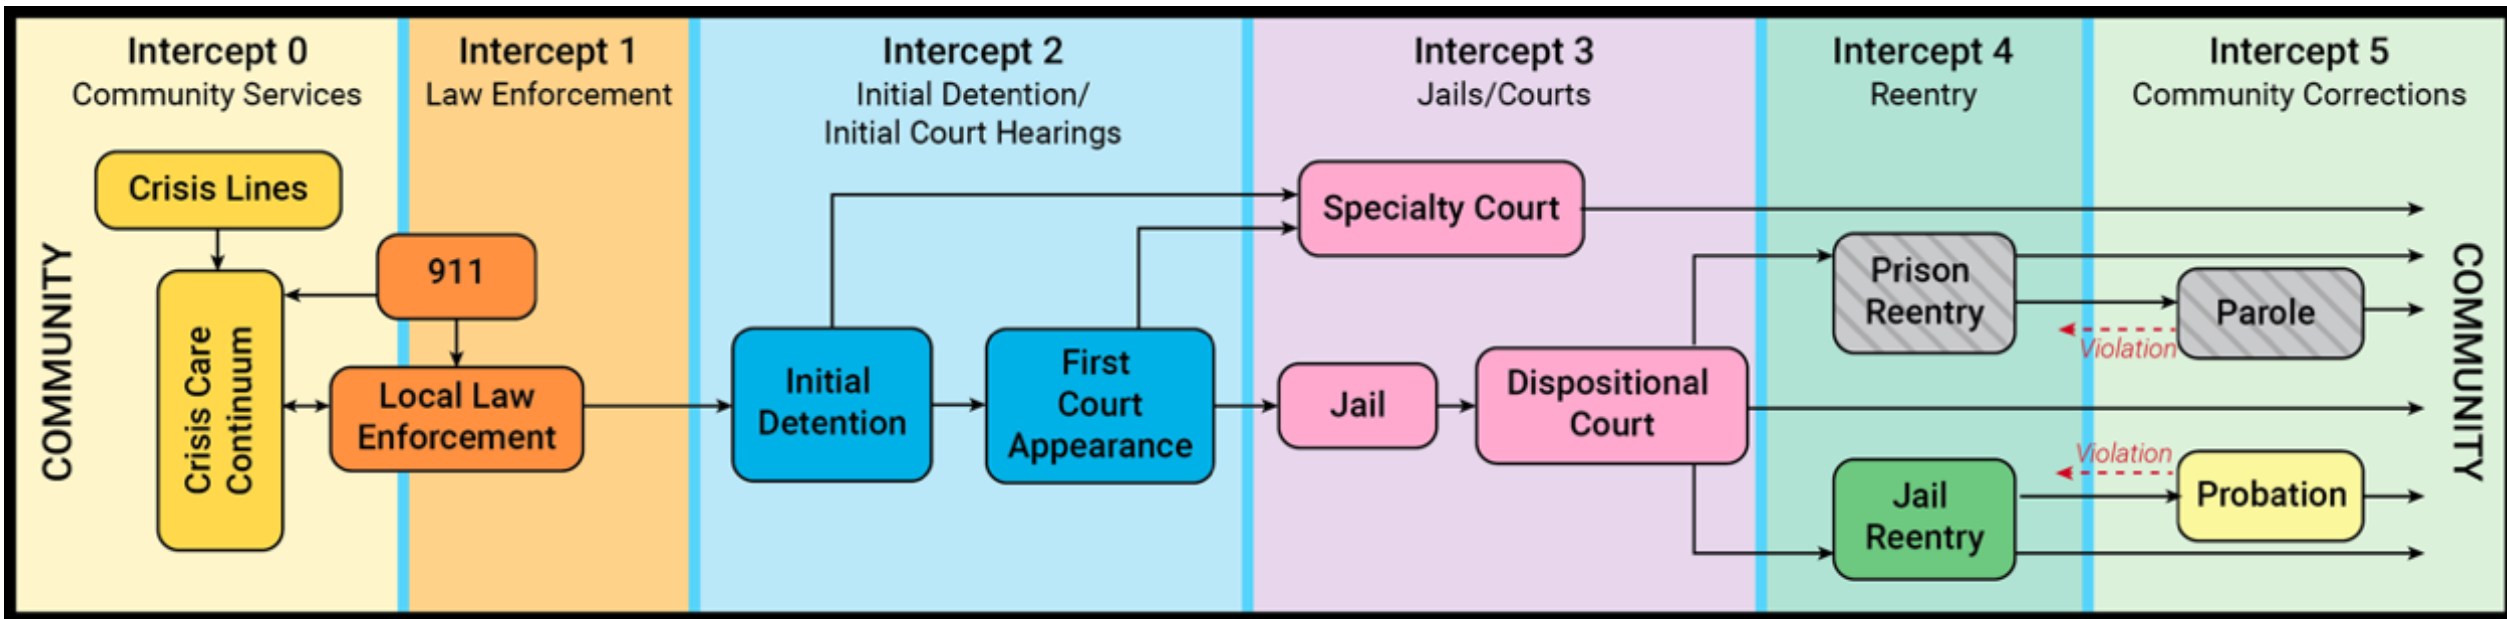 Intercept 0
Community Services
Intercept 1
Law Enforcement
Intercept 2
Initial Detention/
Initial Court Hearings
Intercept 3
Jails/Courts
Intercept 4
Reentry
Intercept 5
Community Corrections
COMMUNITY
Crisis Lines
Crisis Care
Continuum
911
Local Law
Enforcement
Initial
Detention
First
Court
Appearance
Specialty Court
Jail
Dispositional
Court
Prison
Reentry
Parole
Violation
Jail
Reentry
Violation
Probation
COMMUNITY